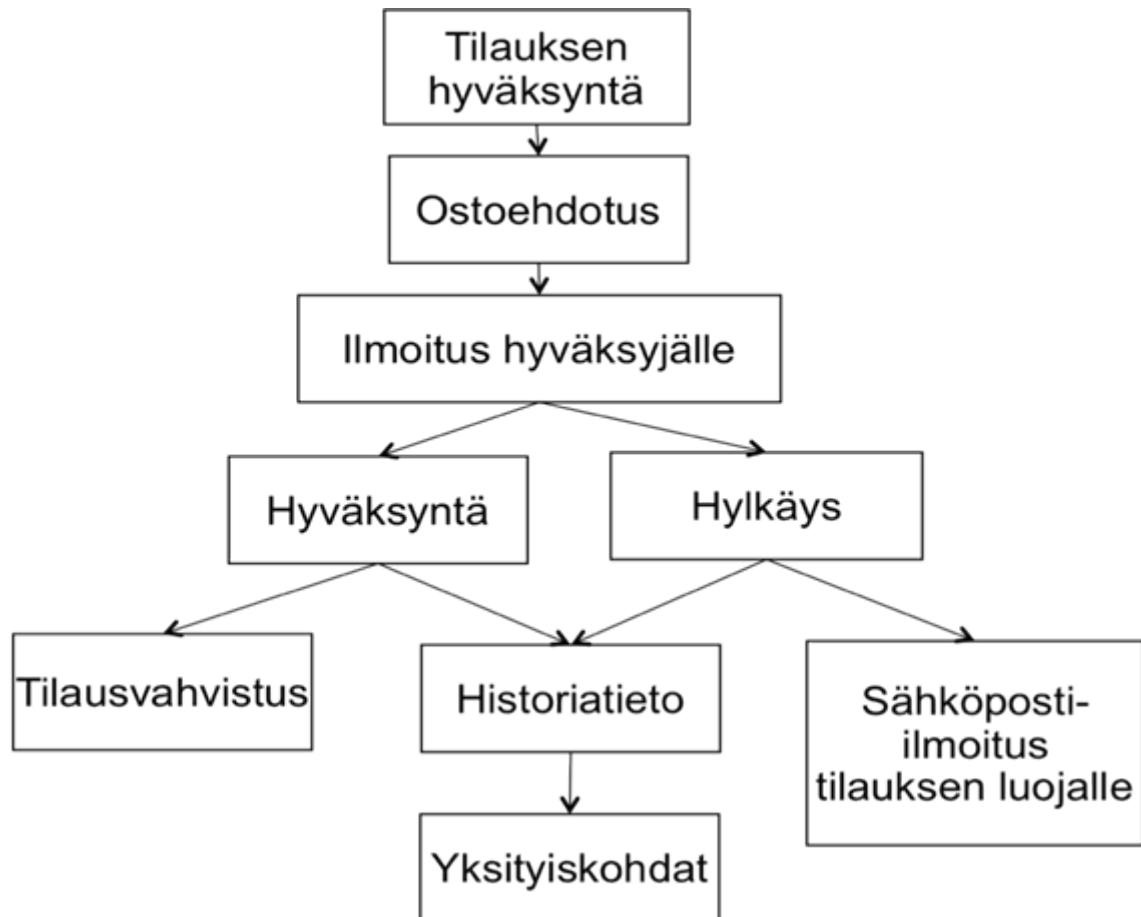 Tilauksen
hyväksyntä
Ostoehdotus
Ilmoitus hyväksyjälle
Hyväksyntä
Hylkäys
Tilausvahvistus
Historiatieto
Sähköposti-
ilmoitus
tilauksen luojalle
Yksityiskohdat